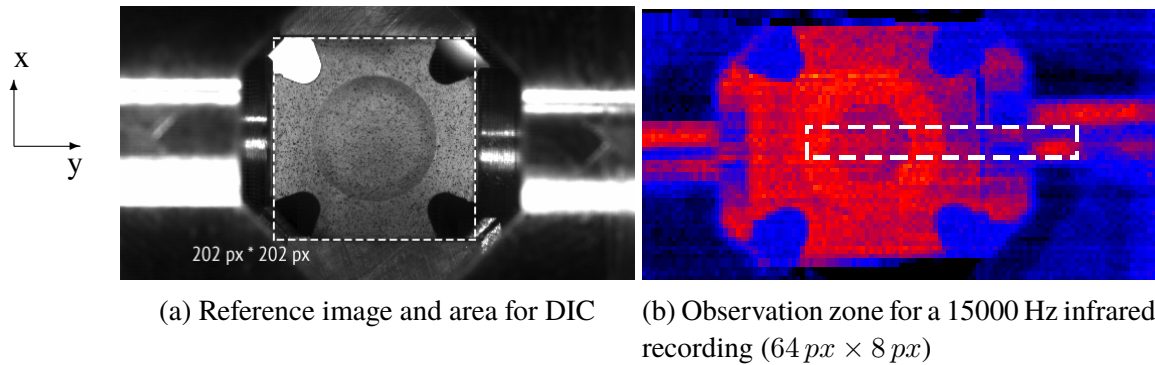 x
y
202 px * 202 px
(a) Reference image and area for DIC
(b) Observation zone for a 15000 Hz infrared
recording (64 px × 8 px)